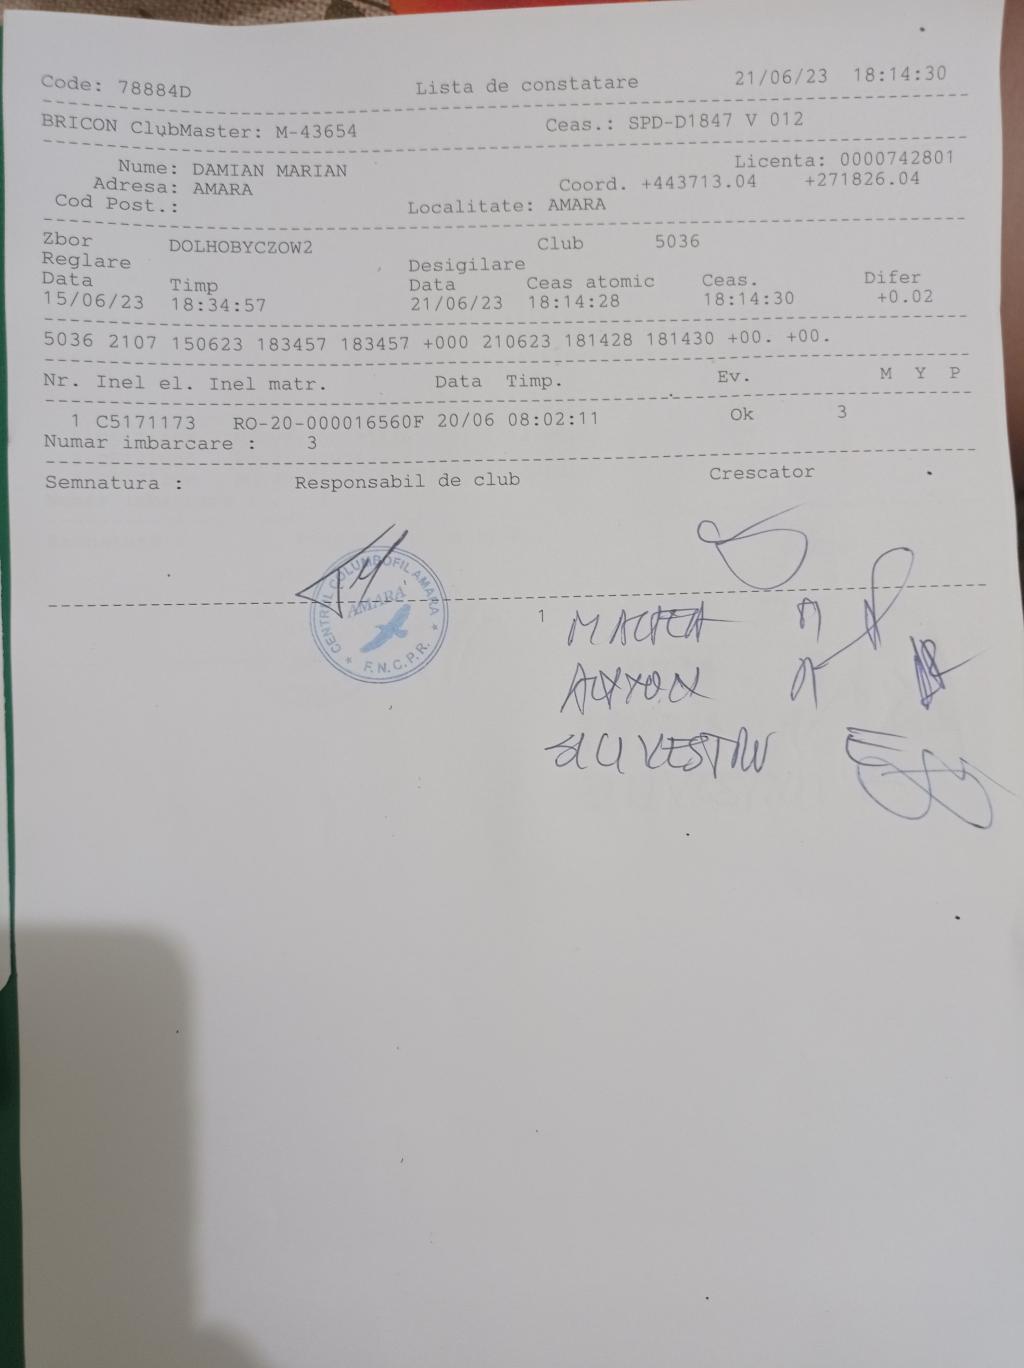 Code: 78884D Lista de constatare 21/06/23 18:14:30
BRICON ClubMaster: M-43654 Ceas.: SPD-D1847 V 012
Nume: DAMIAN MARIAN Licenta: 0000742801
Adresa: AMARA Coord. +443713.04 +271826.04
Cod Post.: Localitate: AMARA
Zbor DOLHOBYCZOW2 Club 5036
Reglare Desigilare
Data Timp Data Ceas atomic Ceas. Difer
15/06/23 18:34:57 21/06/23 18:14:28 18:14:30 +0.02
5036 2107 150623 183457 183457 +000 210623 181428 181430 +00. +00.
Nr. Inel el. Inel matr. Data Timp. Ev. M Y P
1 C5171173 RO-20-000016560F 20/06 08:02:11 Ok 3
Numar imbarcare : 3
Semnatura : Responsabil de club Crescator
CENTRUL COLUMBOFIL AMARA
AMARA
F.N.C.P.R.
1
SILIVESTRU